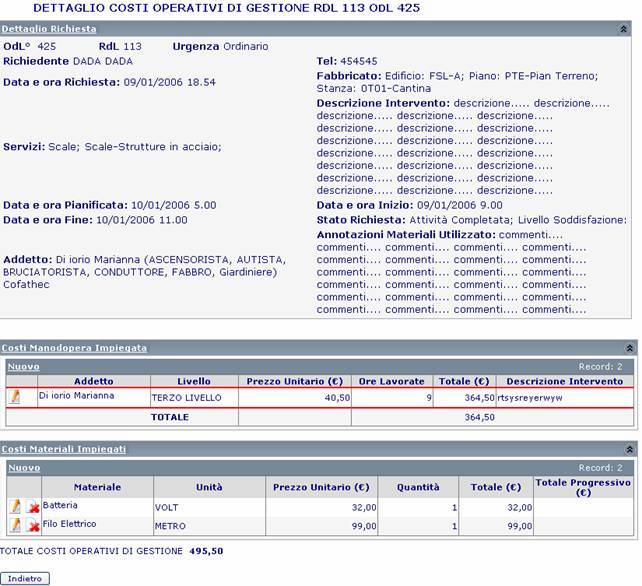 DETTAGLIO COSTI OPERATIVI DI GESTIONE RDL 113 ODL 425
Dettaglio Richiesta
OdL° 425 RdL 113 Urgenza Ordinario
Richiedente DADA DADA Tel: 454545
Data e ora Richiesta: 09/01/2006 18.54 Fabbricato: Edificio: FSL-A; Piano: PTE-Pian Terreno;
Stanza: 0T01-Cantina
Servizi: Scale; Scale-Strutture in acciaio; Descrizione Intervento: descrizione..... descrizione.....
descrizione..... descrizione..... descrizione.....
descrizione..... descrizione..... descrizione.....
descrizione..... descrizione..... descrizione.....
descrizione..... descrizione..... descrizione.....
descrizione..... descrizione..... descrizione.....
descrizione..... descrizione..... descrizione.....
descrizione..... descrizione..... descrizione.....
Data e ora Pianificata: 10/01/2006 5.00 Data e ora Inizio: 09/01/2006 9.00
Data e ora Fine: 10/01/2006 11.00 Stato Richiesta: Attività Completata; Livello Soddisfazione:
Addetto: Di iorio Marianna (ASCENSORISTA, AUTISTA,
BRUCIATORISTA, CONDUTTORE, FABBRO, Giardiniere)
Cofathec
Annotazioni Materiali Utilizzato: commenti....
commenti.... commenti.... commenti.... commenti....
commenti.... commenti.... commenti.... commenti....
commenti.... commenti.... commenti.... commenti....
commenti.... commenti.... commenti.... commenti....
commenti.... commenti.... commenti.... commenti....
commenti.... commenti.... commenti.... commenti....
Costi Manodopera Impiegata
Nuovo Record: 2
Addetto Livello Prezzo Unitario (€) Ore Lavorate Totale (€) Descrizione Intervento
Di iorio Marianna TERZO LIVELLO 40,50 9 364,50 rtsysreyerwyw
TOTALE 364,50
Costi Materiali Impiegati
Nuovo Record: 2
Materiale Unità Prezzo Unitario (€) Quantità Totale (€) Totale Progressivo (€)
Batteria VOLT 32,00 1 32,00
Filo Elettrico METRO 99,00 1 99,00
TOTALE COSTI OPERATIVI DI GESTIONE 495,50
Indietro